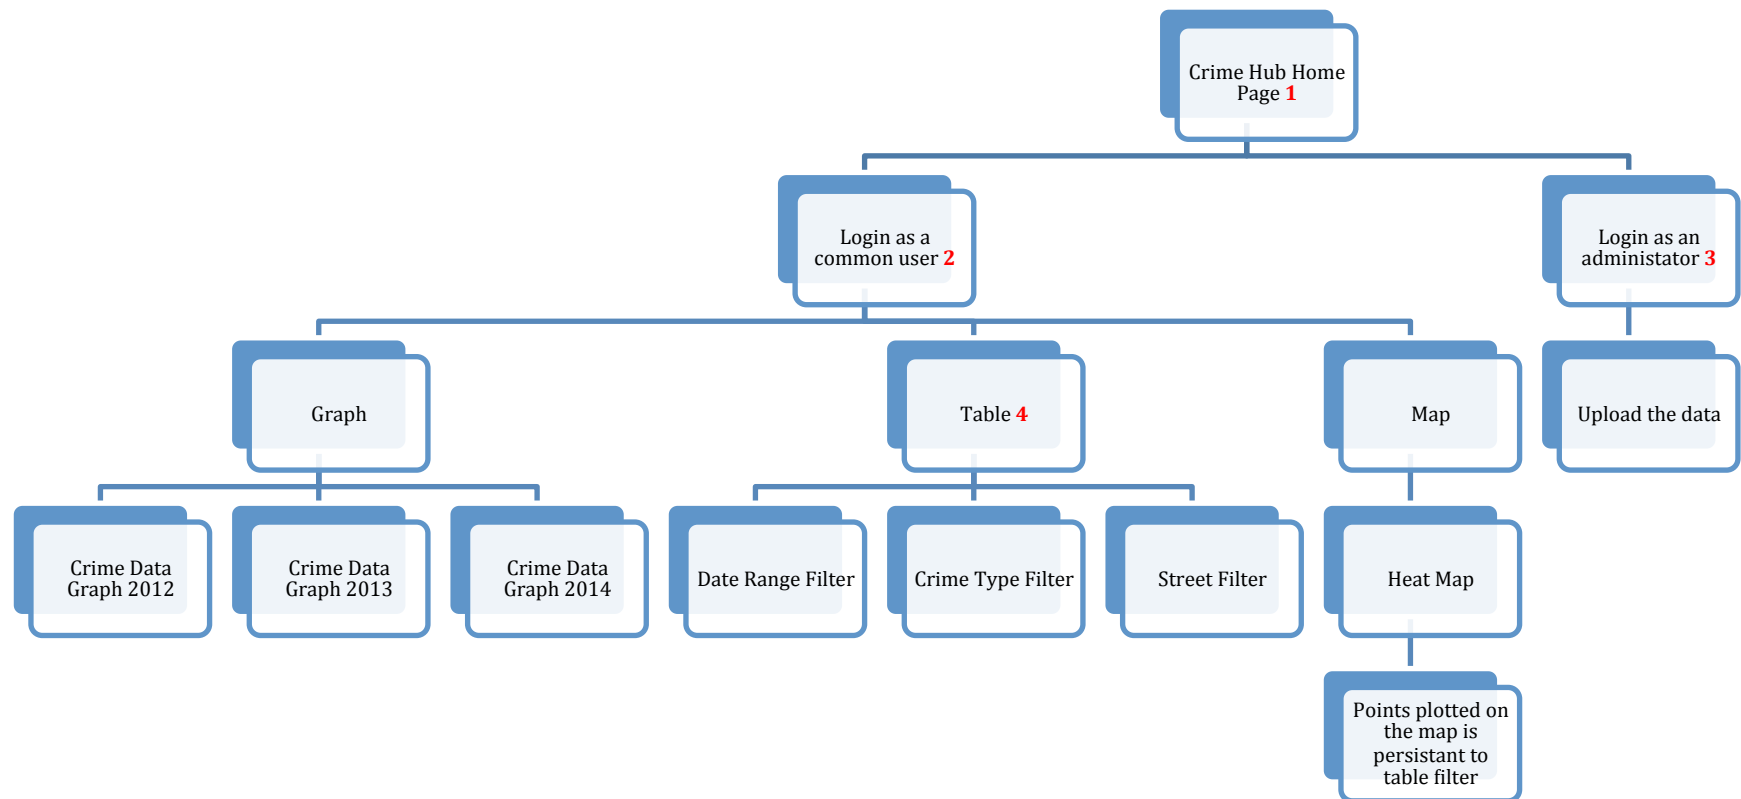 Crime Hub Home
Page 1
Login as a
common user 2
Login as an
administator 3
Graph
Table 4
Map
Upload the data
Crime Data
Graph 2012
Crime Data
Graph 2013
Crime Data
Graph 2014
Date Range Filter
Crime Type Filter
Street Filter
Heat Map
Points plotted on
the map is
persistant to
table filter